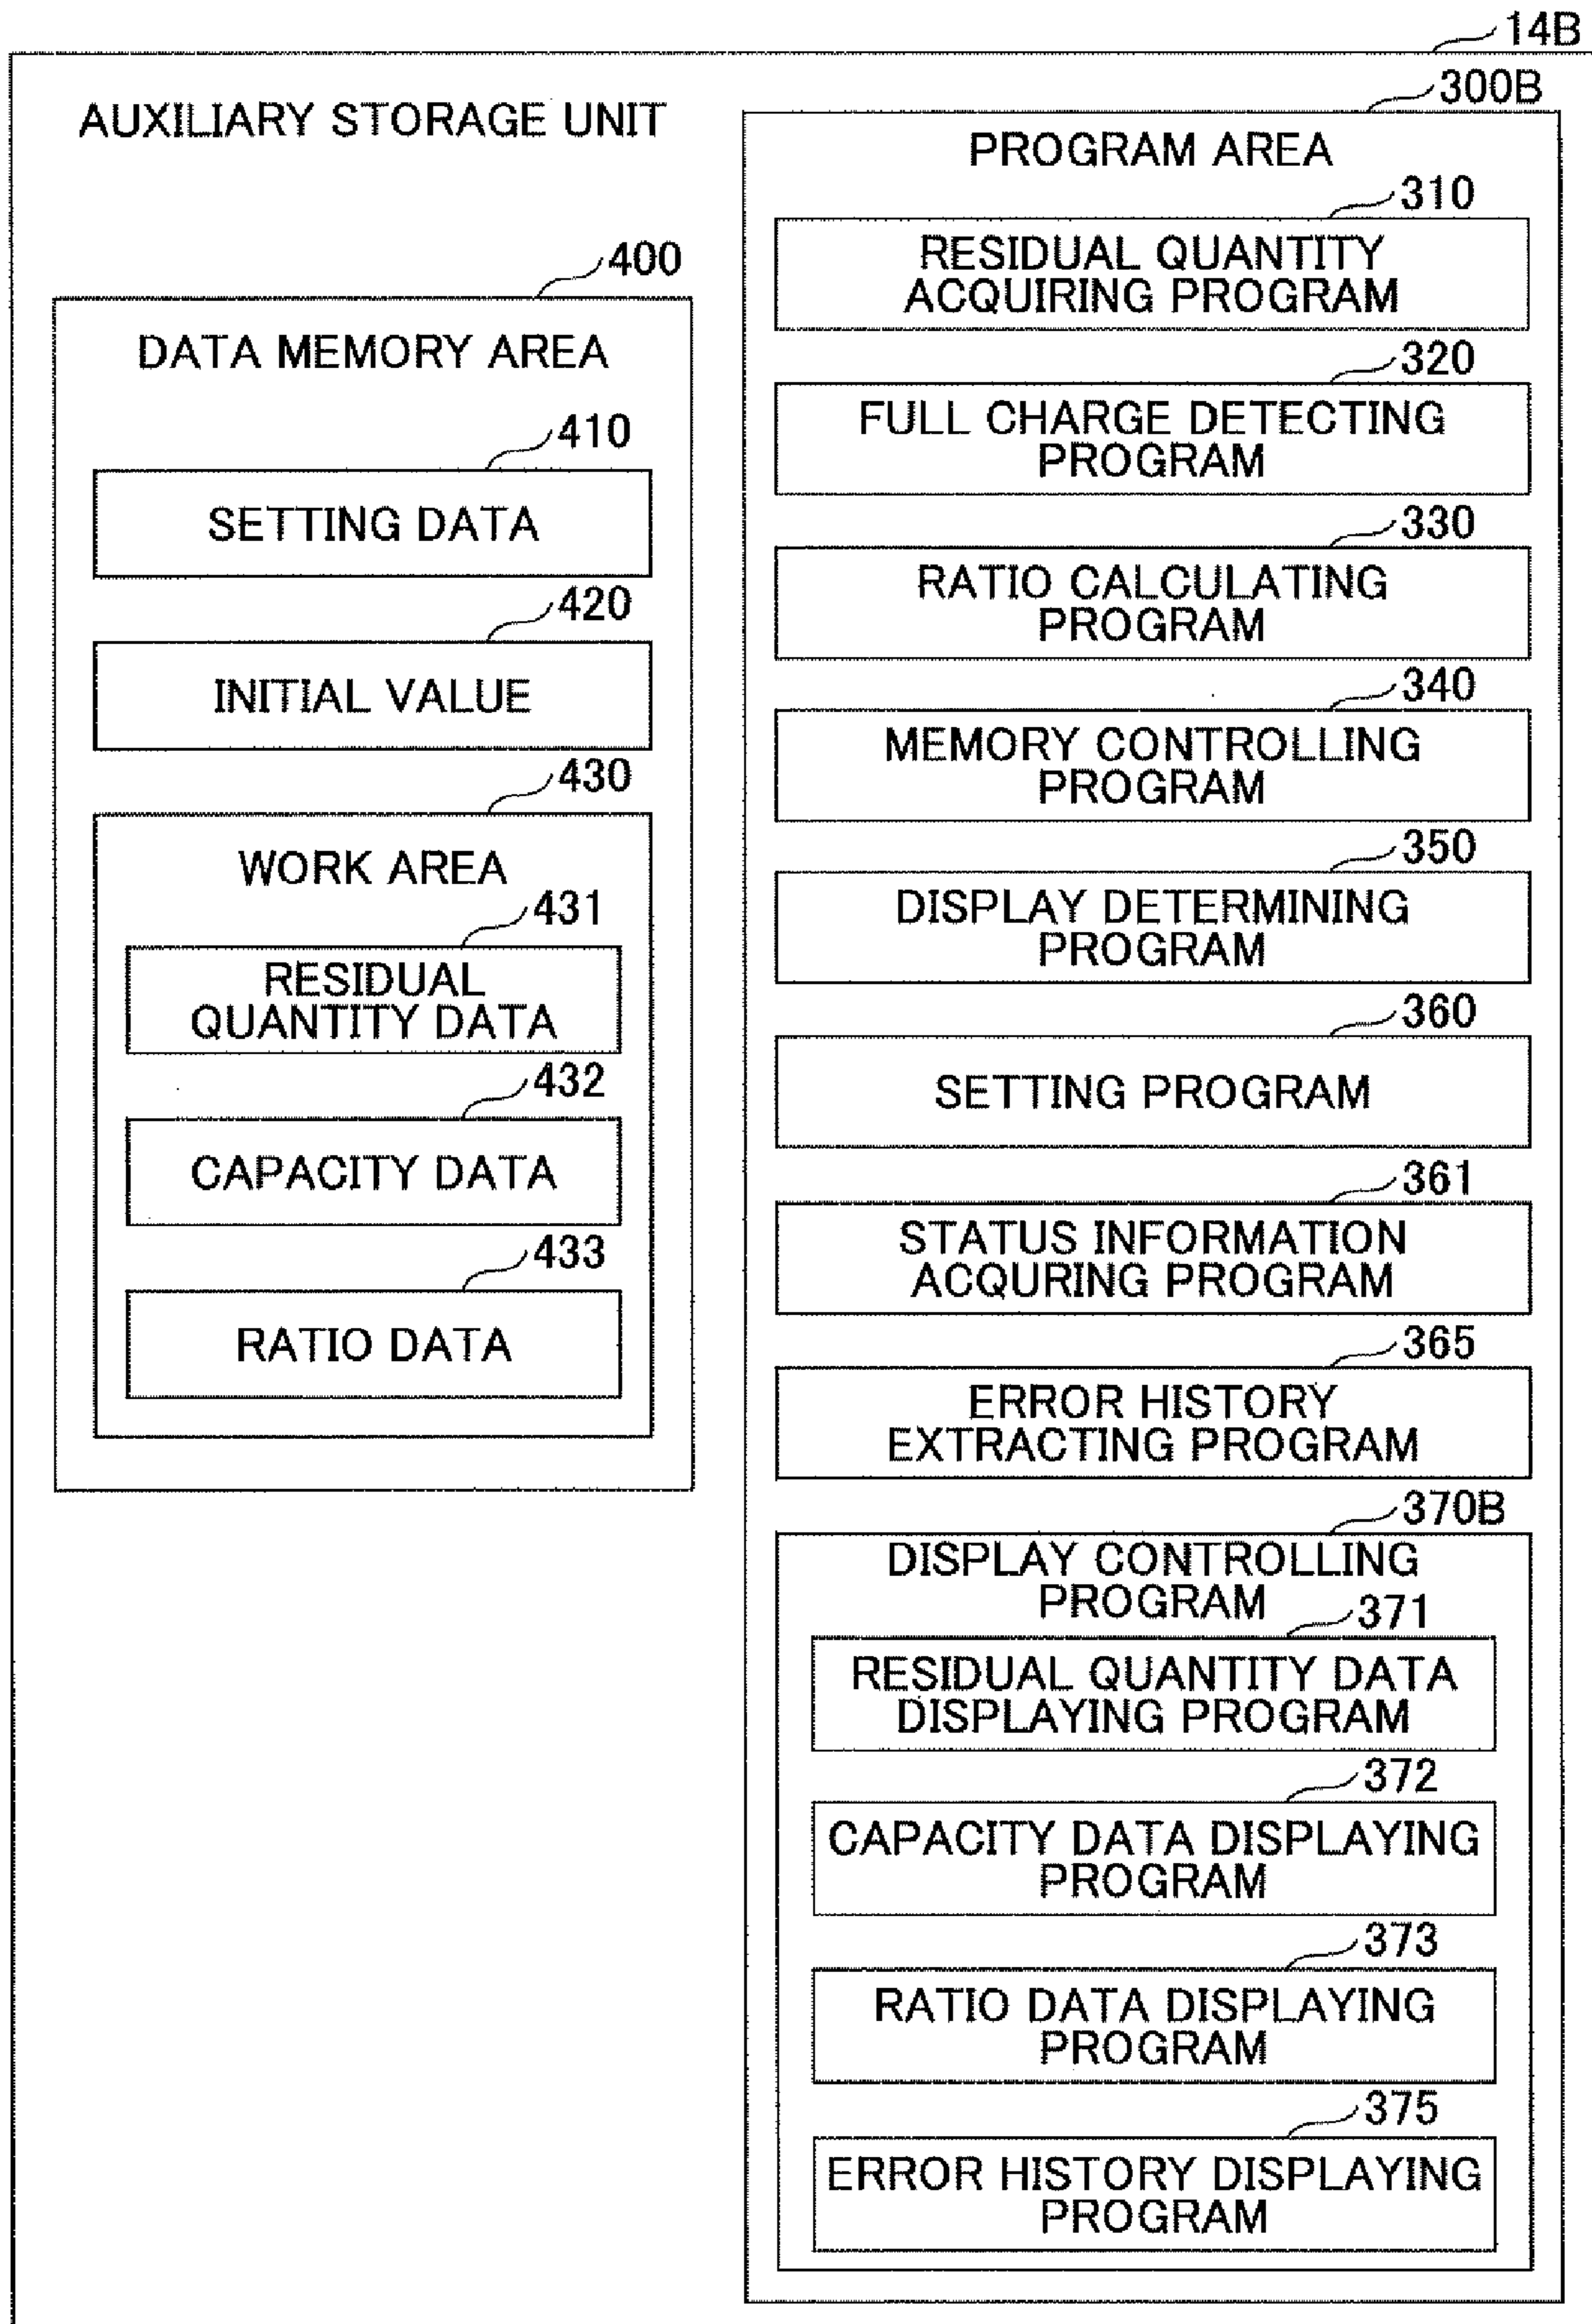 14B
AUXILIARY STORAGE UNIT
400
DATA MEMORY AREA
410
SETTING DATA
420
INITIAL VALUE
430
WORK AREA
431
RESIDUAL
QUANTITY DATA
432
CAPACITY DATA
433
RATIO DATA
300B
PROGRAM AREA
310
RESIDUAL QUANTITY
ACQUIRING PROGRAM
320
FULL CHARGE DETECTING
PROGRAM
330
RATIO CALCULATING
PROGRAM
340
MEMORY CONTROLLING
PROGRAM
350
DISPLAY DETERMINING
PROGRAM
360
SETTING PROGRAM
361
STATUS INFORMATION
ACQURING PROGRAM
365
ERROR HISTORY
EXTRACTING PROGRAM
370B
DISPLAY CONTROLLING
PROGRAM
371
RESIDUAL QUANTITY DATA
DISPLAYING PROGRAM
372
CAPACITY DATA DISPLAYING
PROGRAM
373
RATIO DATA DISPLAYING
PROGRAM
375
ERROR HISTORY DISPLAYING
PROGRAM